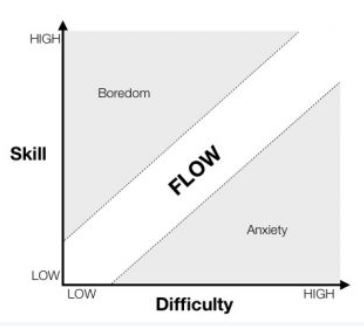 HIGH
Boredom
Skill
FLOW
Anxiety
LOW
LOW
HIGH
Difficulty